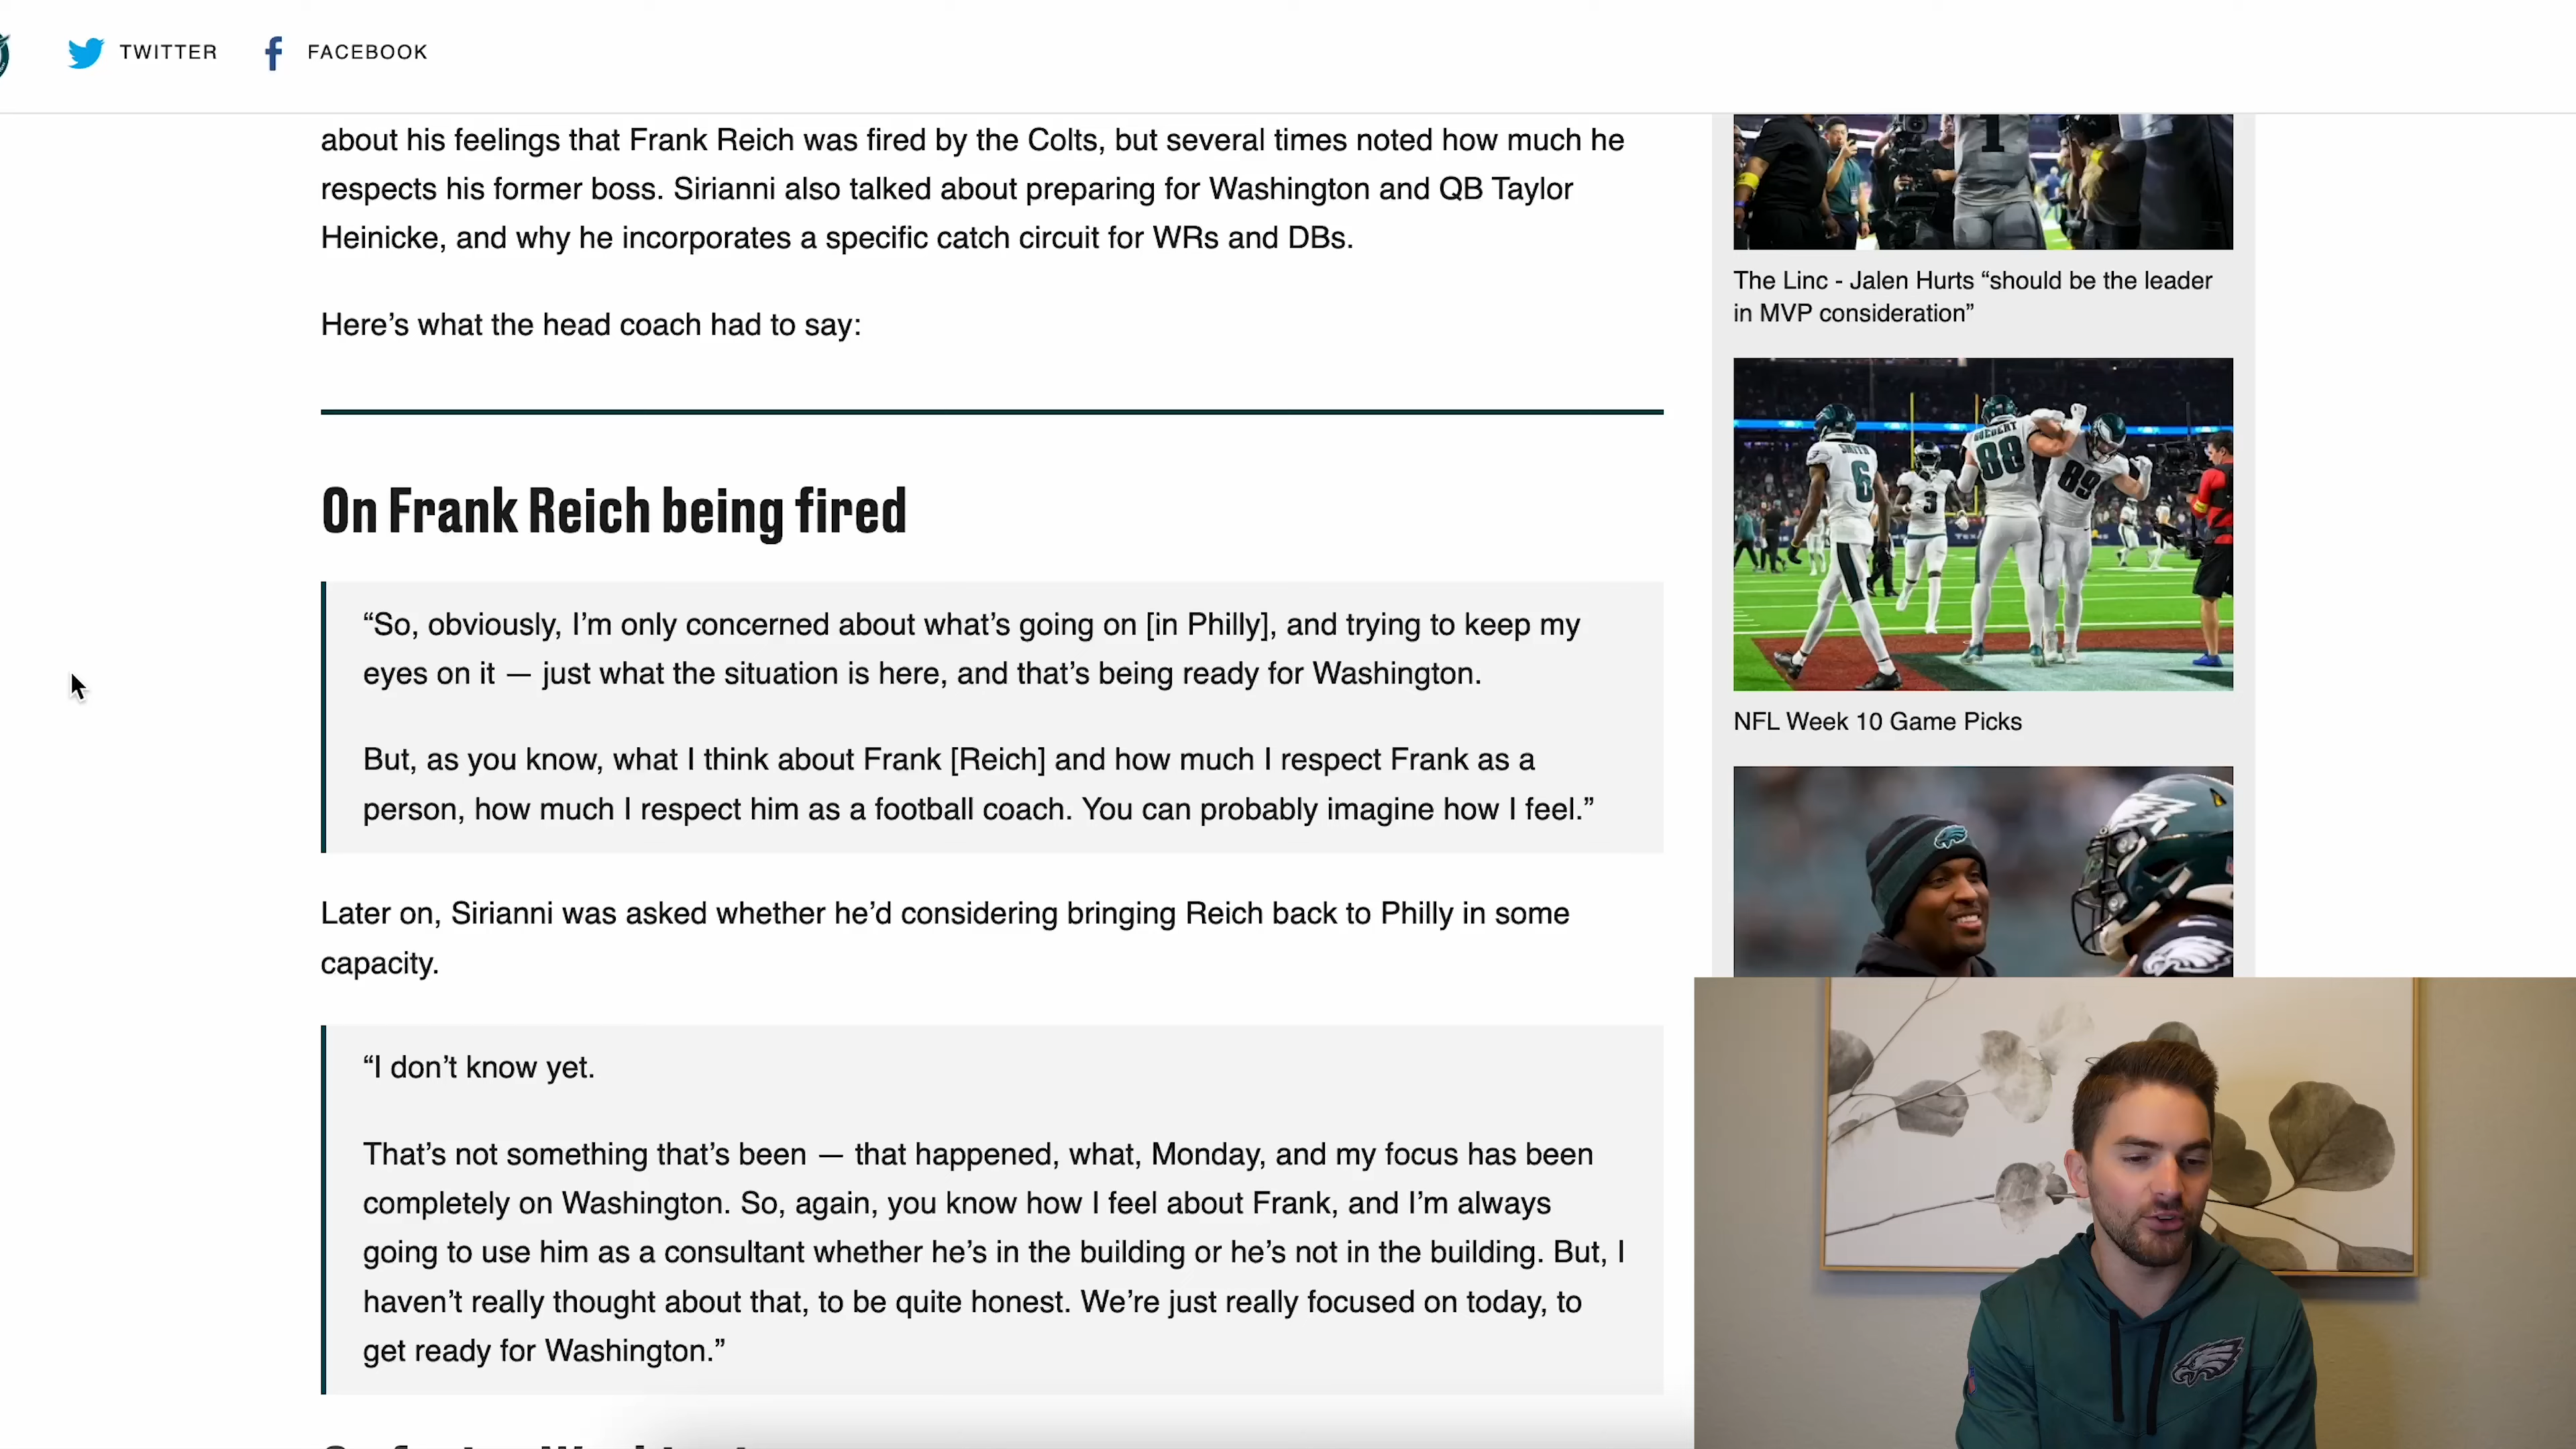 TWITTER
FACEBOOK
about his feelings that Frank Reich was fired by the Colts, but several times noted how much he
respects his former boss. Sirianni also talked about preparing for Washington and QB Taylor
Heinicke, and why he incorporates a specific catch circuit for WRs and DBs.
Here’s what the head coach had to say:
On Frank Reich being fired
“So, obviously, I’m only concerned about what’s going on [in Philly], and trying to keep my
eyes on it — just what the situation is here, and that’s being ready for Washington.
But, as you know, what I think about Frank [Reich] and how much I respect Frank as a
person, how much I respect him as a football coach. You can probably imagine how I feel.”
Later on, Sirianni was asked whether he’d considering bringing Reich back to Philly in some
capacity.
“I don’t know yet.
That’s not something that’s been — that happened, what, Monday, and my focus has been
completely on Washington. So, again, you know how I feel about Frank, and I’m always
going to use him as a consultant whether he’s in the building or he’s not in the building. But, I
haven’t really thought about that, to be quite honest. We’re just really focused on today, to
get ready for Washington.”
1
The Linc - Jalen Hurts “should be the leader
in MVP consideration”
SMITH
6
3
GOEDERT
88
89
NFL Week 10 Game Picks